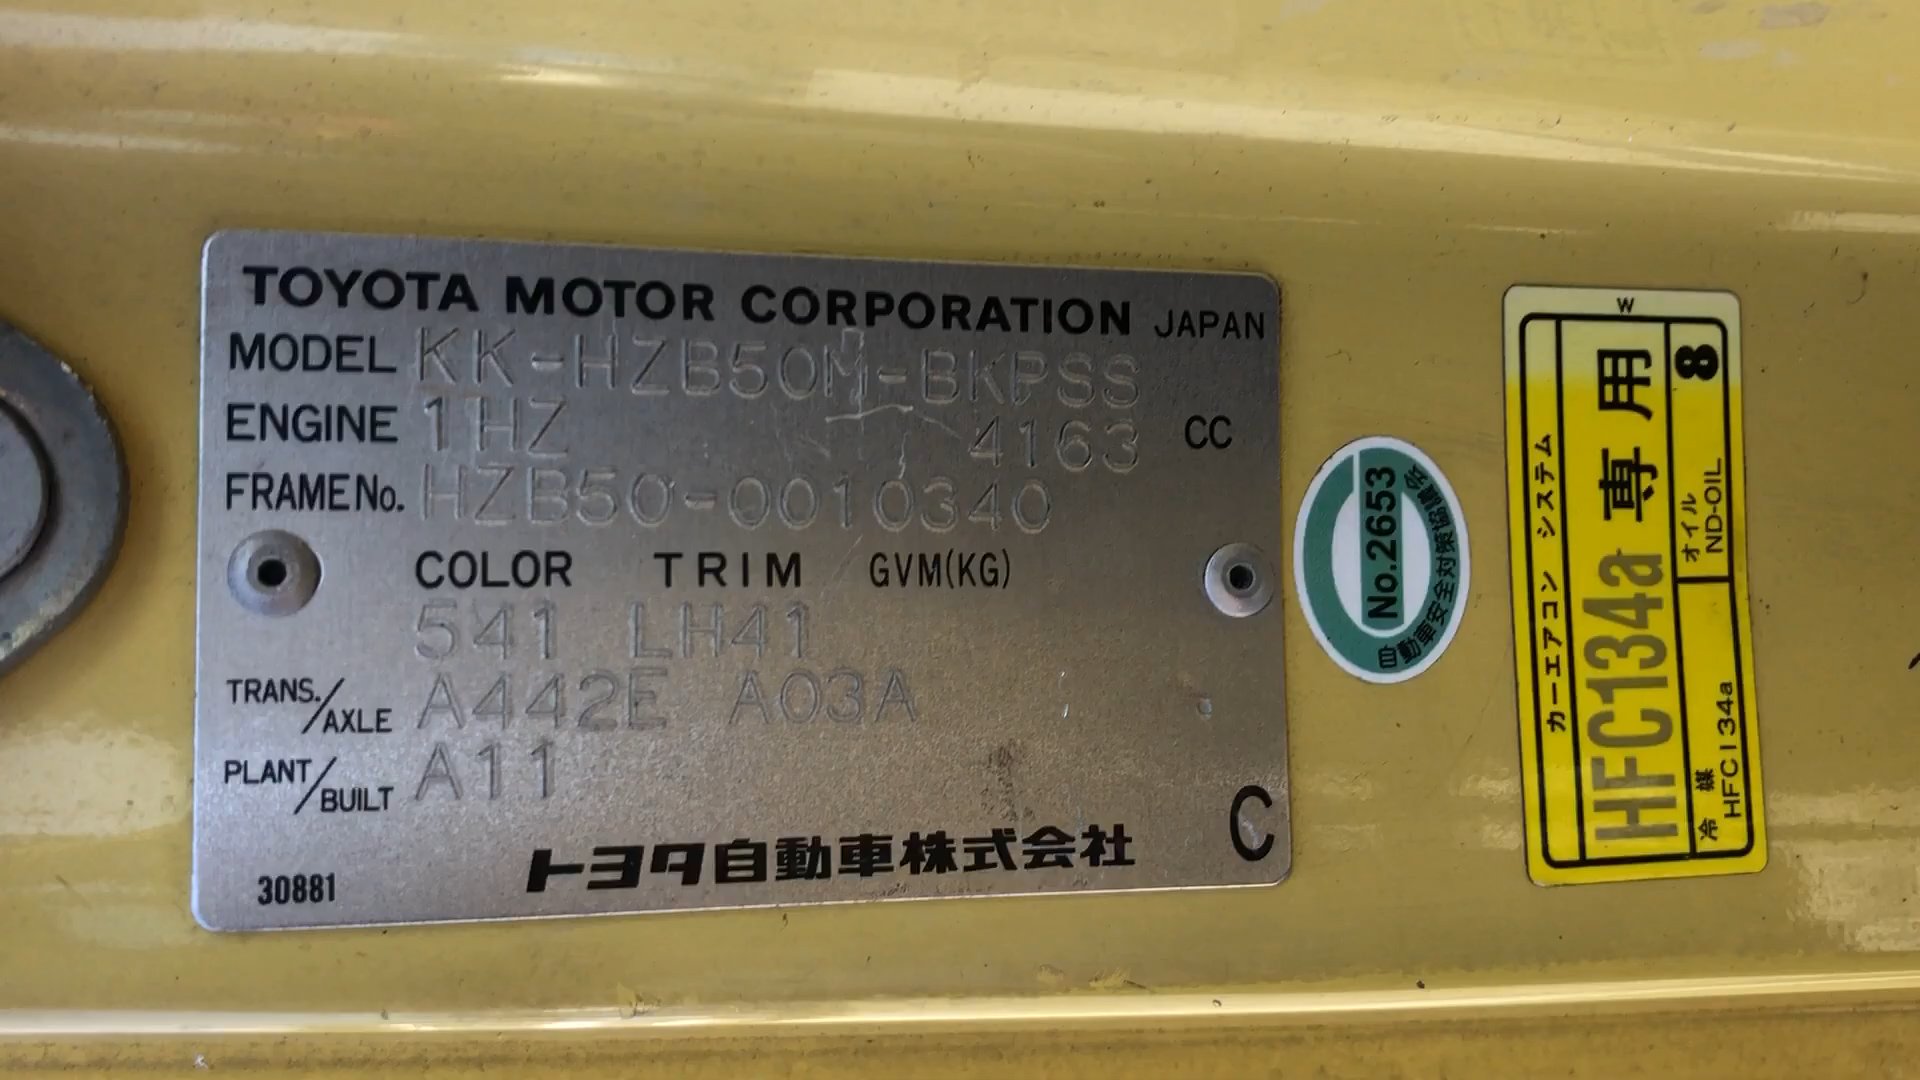 TOYOTA MOTOR CORPORATION JAPAN
MODEL KK-HZB50M-BKPSS
ENGINE 1HZ 4163 CC
FRAME No. HZB50-0010340
COLOR TRIM GVM(KG)
541 LH41
TRANS./AXLE A442E A03A
PLANT/BUILT A11
トヨタ自動車株式会社
30881
C
No.2653
自動車安全対策協議会
W
カーエアコン システム
HFC134a 専用
冷媒 HFC134a
オイル ND-OIL 8